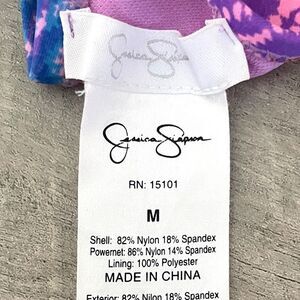 Jessica Simpson
Jessica Simpson
RN: 15101
M
Shell: 82% Nylon 18% Spandex
Powernet: 86% Nylon 14% Spandex
Lining: 100% Polyester
MADE IN CHINA
Exterior: 82% Nilon 18% Spandex